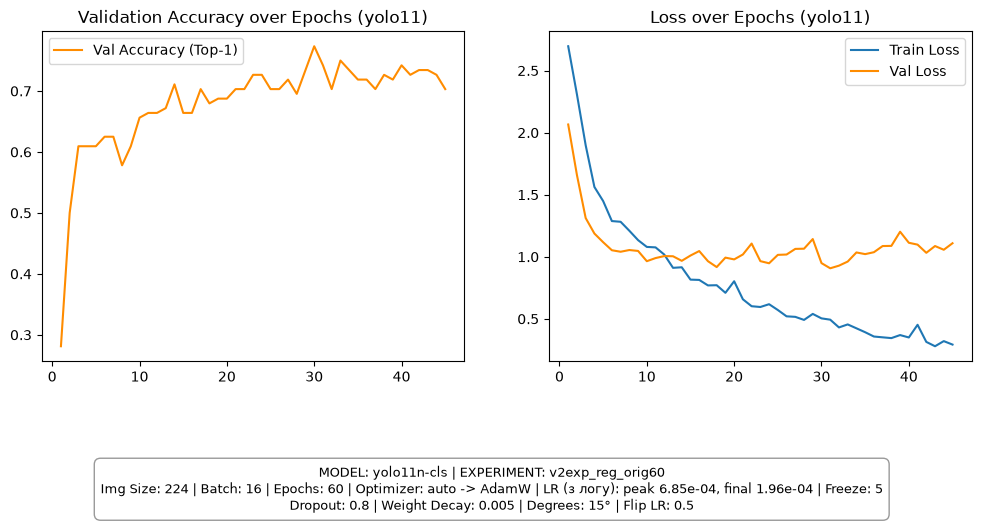 Validation Accuracy over Epochs (yolo11)
Val Accuracy (Top-1)
0.7
0.6
0.5
0.4
0.3
0 10 20 30 40
Loss over Epochs (yolo11)
Train Loss
Val Loss
2.5
2.0
1.5
1.0
0.5
0 10 20 30 40
MODEL: yolo11n-cls | EXPERIMENT: v2exp_reg_orig60
Img Size: 224 | Batch: 16 | Epochs: 60 | Optimizer: auto -> AdamW | LR (з логу): peak 6.85e-04, final 1.96e-04 | Freeze: 5
Dropout: 0.8 | Weight Decay: 0.005 | Degrees: 15° | Flip LR: 0.5